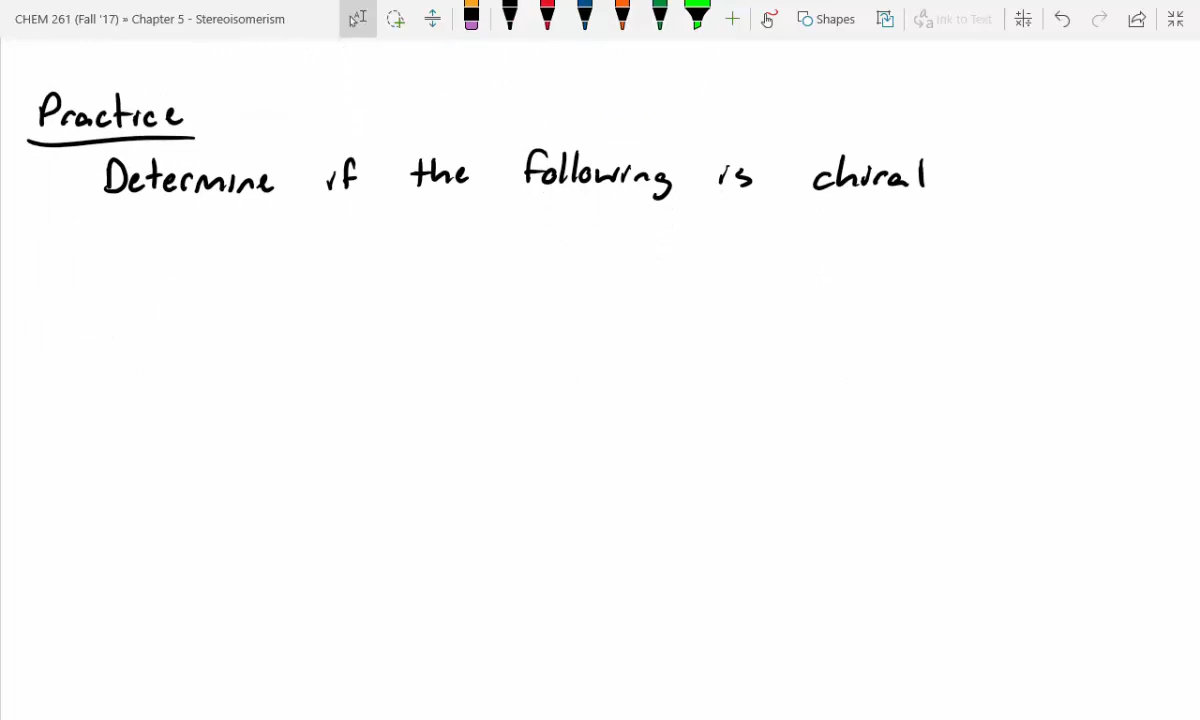 CHEM 261 (Fall '17) » Chapter 5 - Stereoisomerism
Shapes
Ink to Text
Practice
Determine if the following is chiral